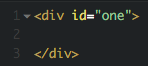 1 <div id="one">
2
3 </div>